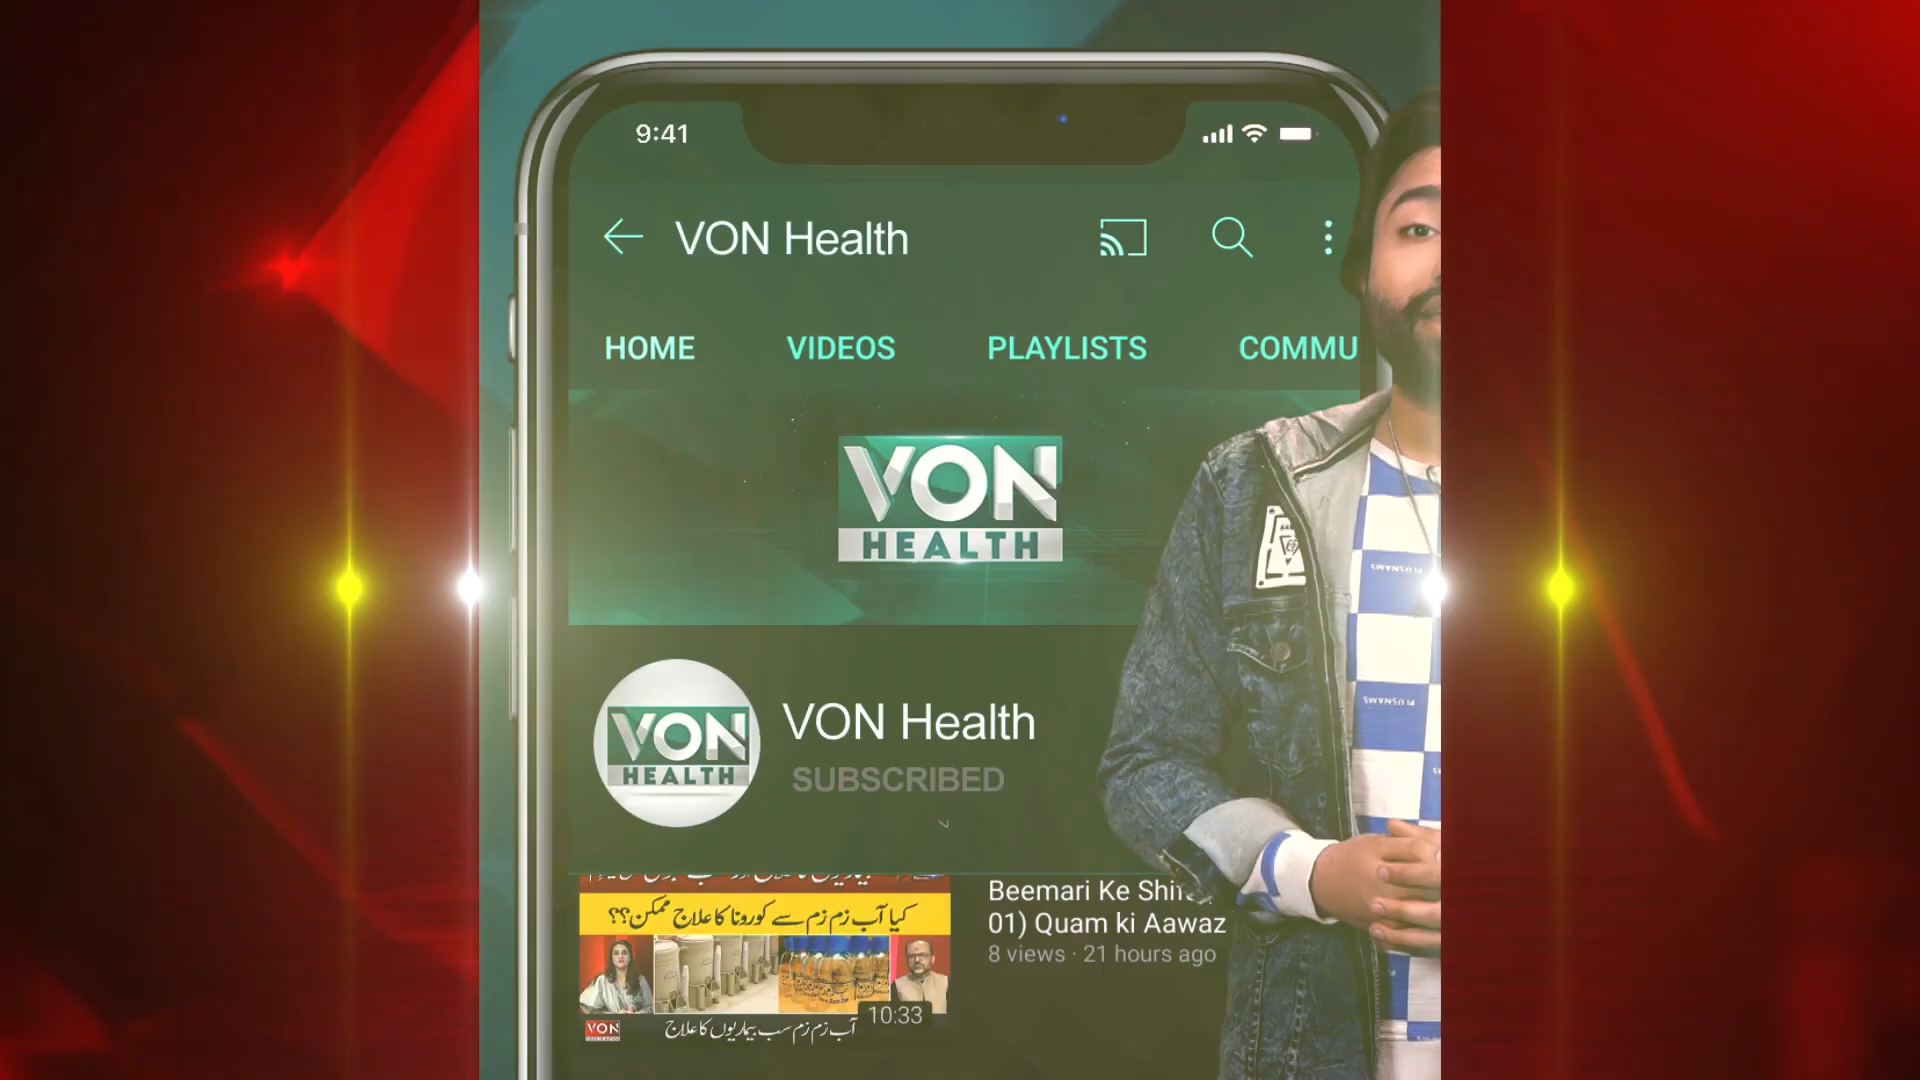 9:41
VON Health
HOME VIDEOS PLAYLISTS COMMU
VON
HEALTH
VON Health
VON
HEALTH
SUBSCRIBED
Beemari Ke
01) Quam ki Aawaz
8 views · 21 hours ago
کیا آب زم زم سے کورونا کا علاج ممکن؟؟
10:33
آب زم زم سب بیماریوں کا علاج
VON
PLUSNAMS
PLUSNAMS